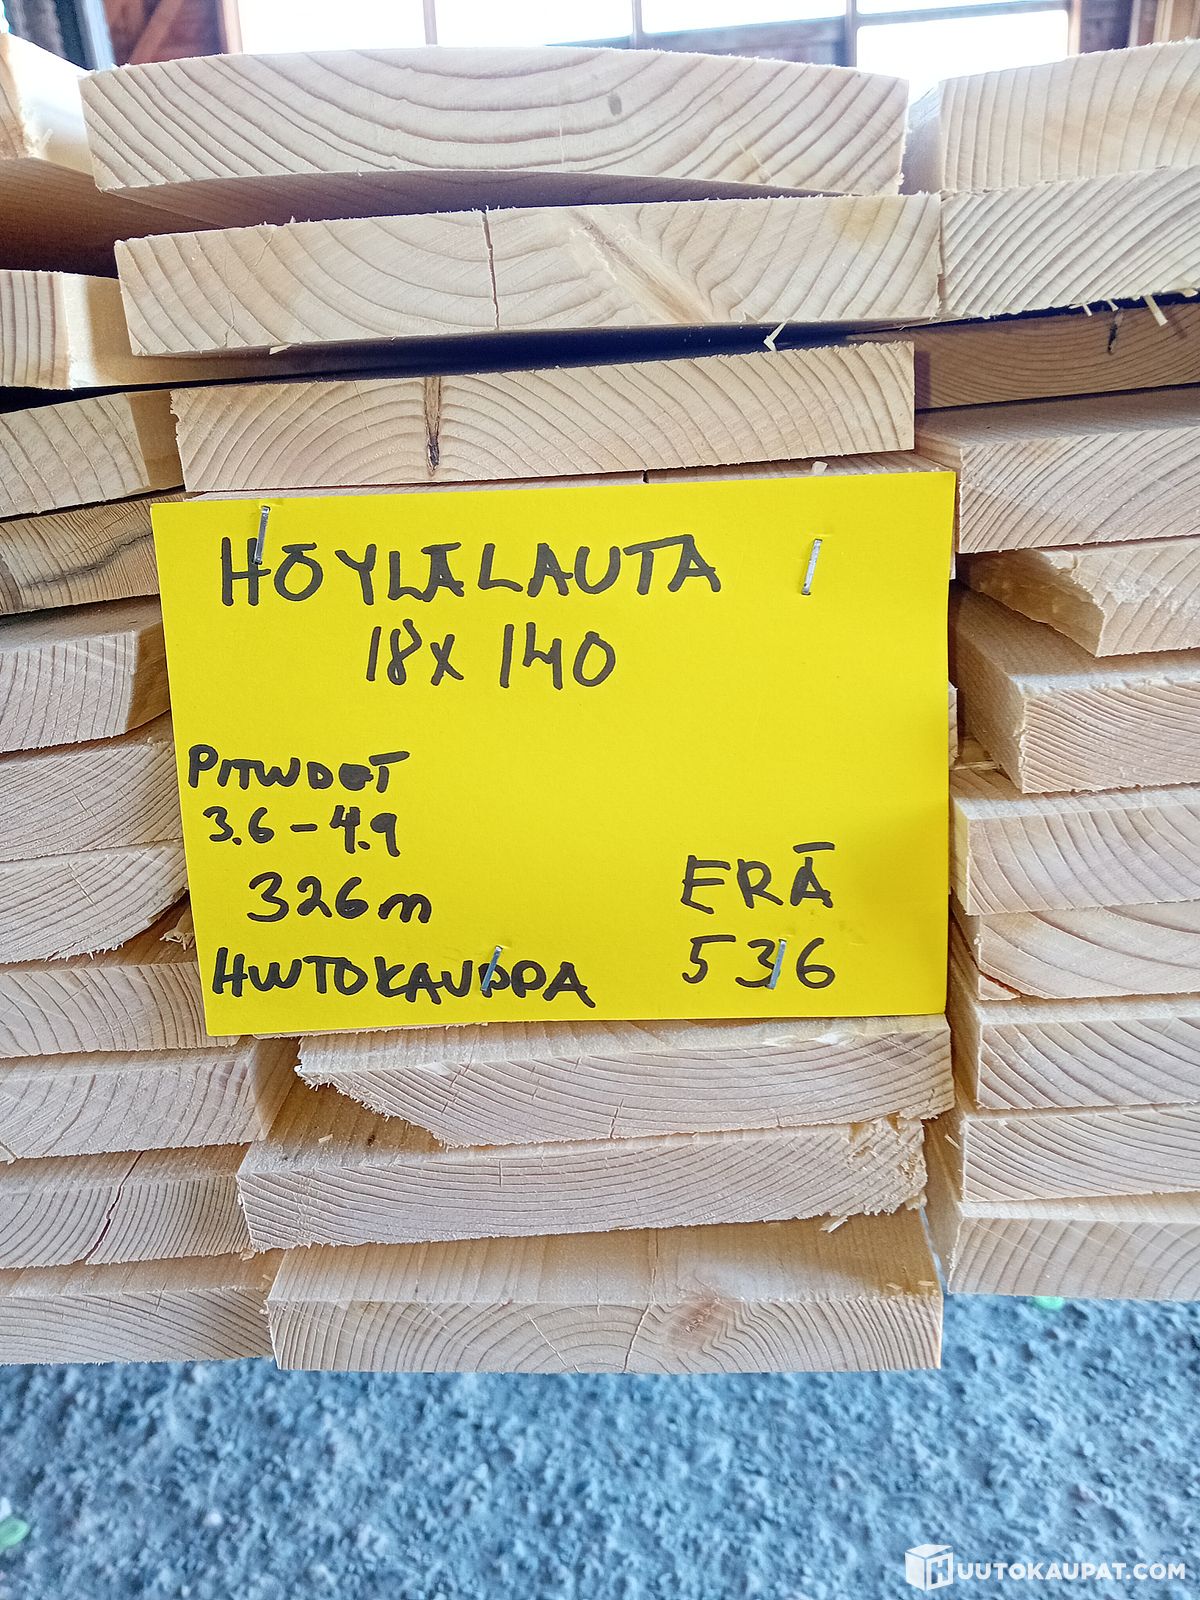 HÖYLÄLAUTA
18x 140
PITUUDET
3.6-4.9
326m
HUUTOKAUPPA
ERÄ
536
HUUTOKAUPAT.COM